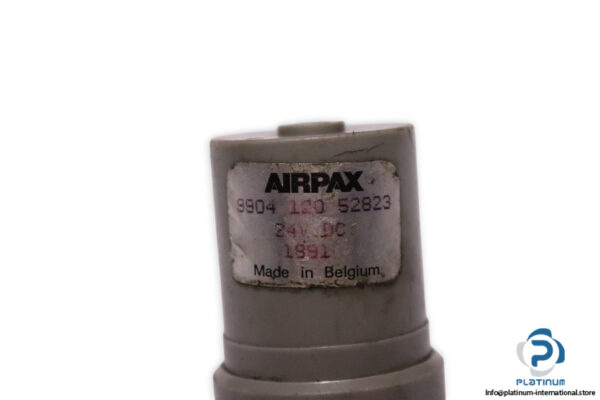 AIRPAX
9904 120 52823
24V DC
1991
Made in Belgium
PLATINUM
Info@platinum-international.store